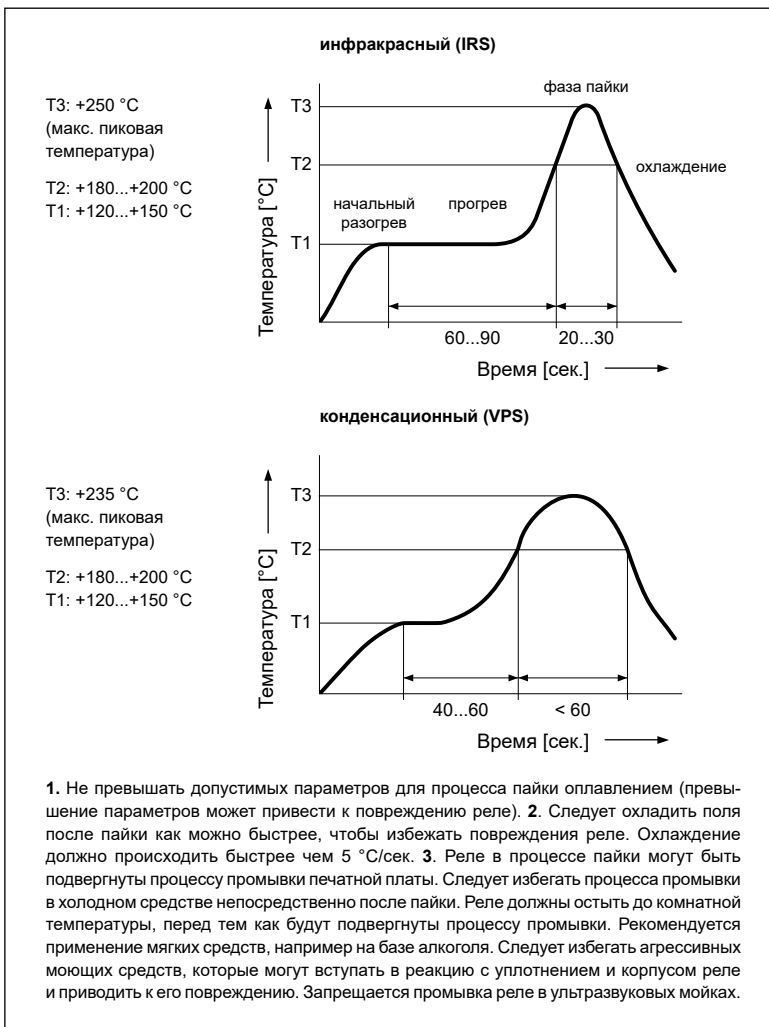 инфракрасный (IRS)
T3: +250 °C
(макс. пиковая
температура)
T2: +180...+200 °C
T1: +120...+150 °C
Температура [°C]
T3
T2
T1
фаза пайки
охлаждение
начальный
разогрев
прогрев
60...90
20...30
Время [сек.]
конденсационный (VPS)
T3: +235 °C
(макс. пиковая
температура)
T2: +180...+200 °C
T1: +120...+150 °C
Температура [°C]
T3
T2
T1
40...60
< 60
Время [сек.]
1. Не превышать допустимых параметров для процесса пайки оплавлением (превы-
шение параметров может привести к повреждению реле). 2. Следует охладить поля
после пайки как можно быстрее, чтобы избежать повреждения реле. Охлаждение
должно происходить быстрее чем 5 °C/сек. 3. Реле в процессе пайки могут быть
подвергнуты процессу промывки печатной платы. Следует избегать процесса промывки
в холодном средстве непосредственно после пайки. Реле должны остыть до комнатной
температуры, перед тем как будут подвергнуты процессу промывки. Рекомендуется
применение мягких средств, например на базе алкоголя. Следует избегать агрессивных
моющих средств, которые могут вступать в реакцию с уплотнением и корпусом реле
и приводить к его повреждению. Запрещается промывка реле в ультразвуковых мойках.